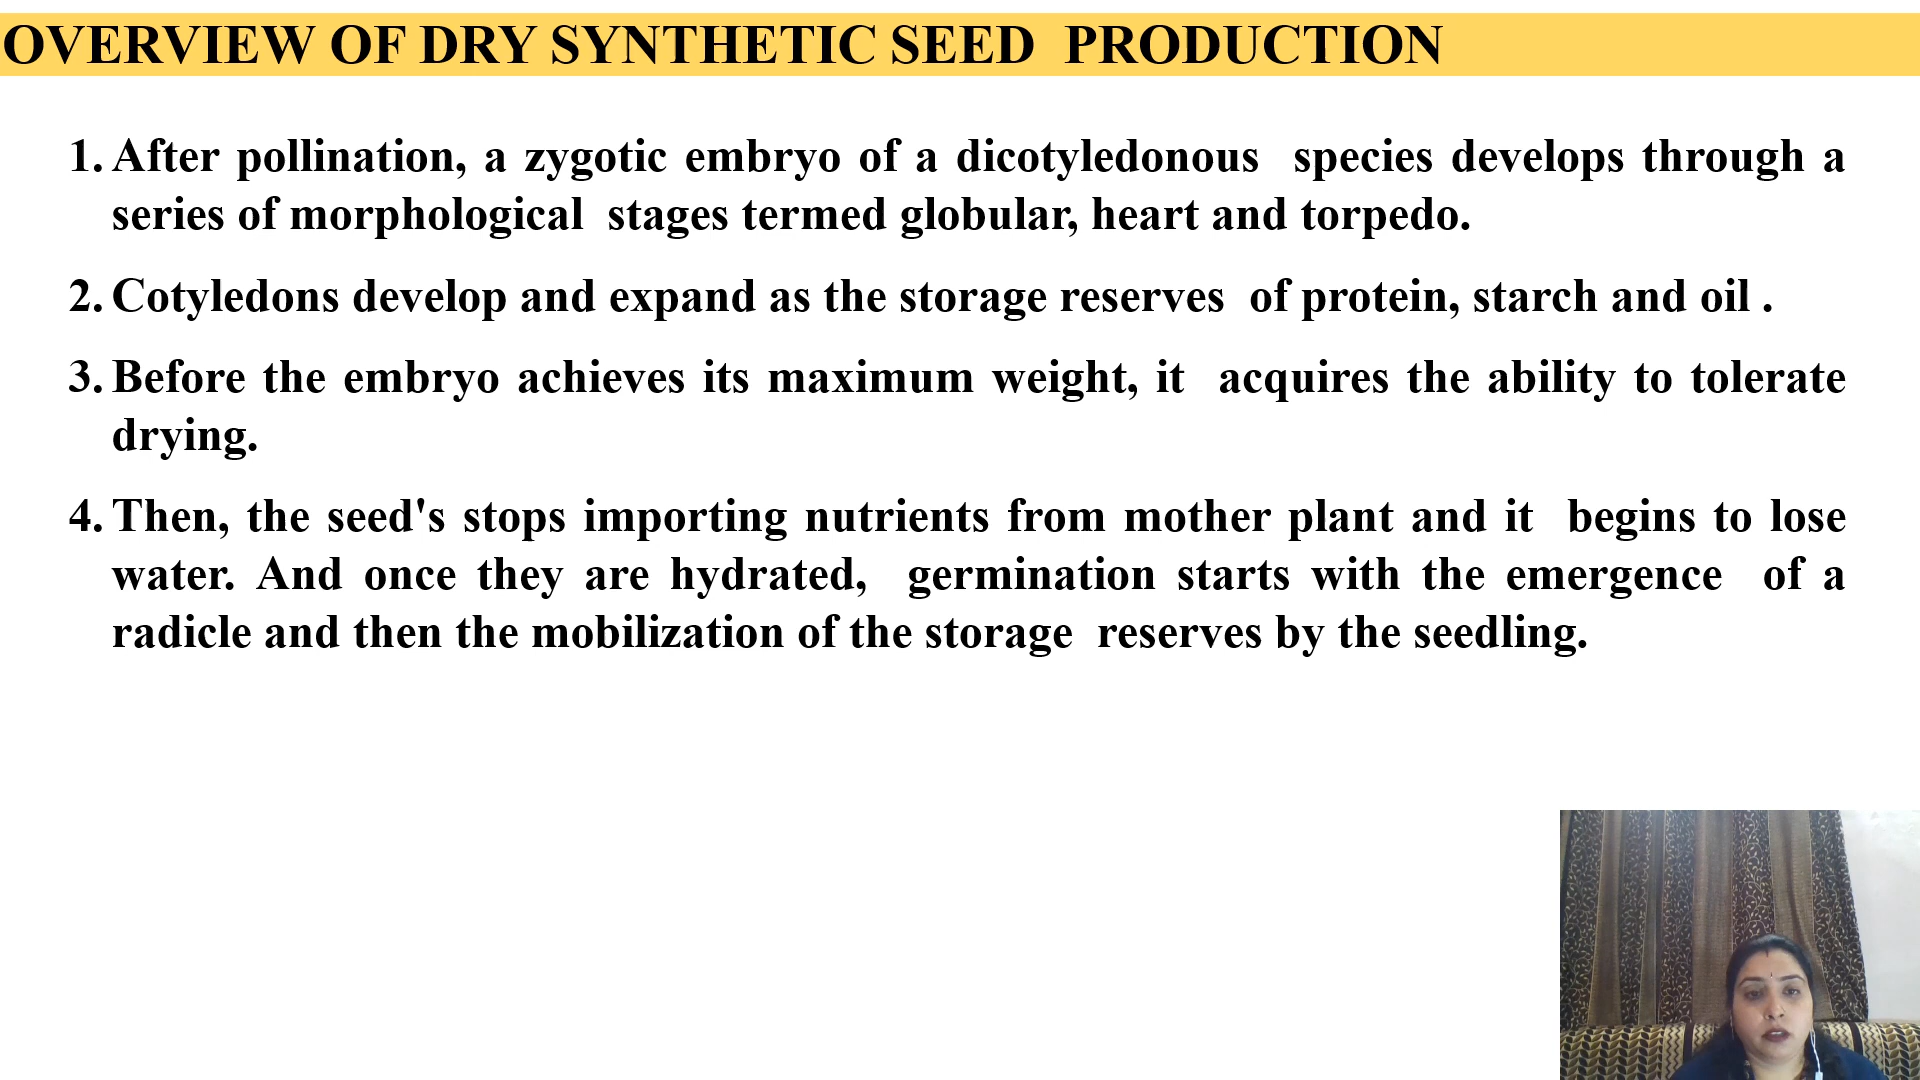 OVERVIEW OF DRY SYNTHETIC SEED PRODUCTION
1. After pollination, a zygotic embryo of a dicotyledonous species develops through a
series of morphological stages termed globular, heart and torpedo.
2. Cotyledons develop and expand as the storage reserves of protein, starch and oil .
3. Before the embryo achieves its maximum weight, it acquires the ability to tolerate
drying.
4. Then, the seed's stops importing nutrients from mother plant and it begins to lose
water. And once they are hydrated, germination starts with the emergence of a
radicle and then the mobilization of the storage reserves by the seedling.